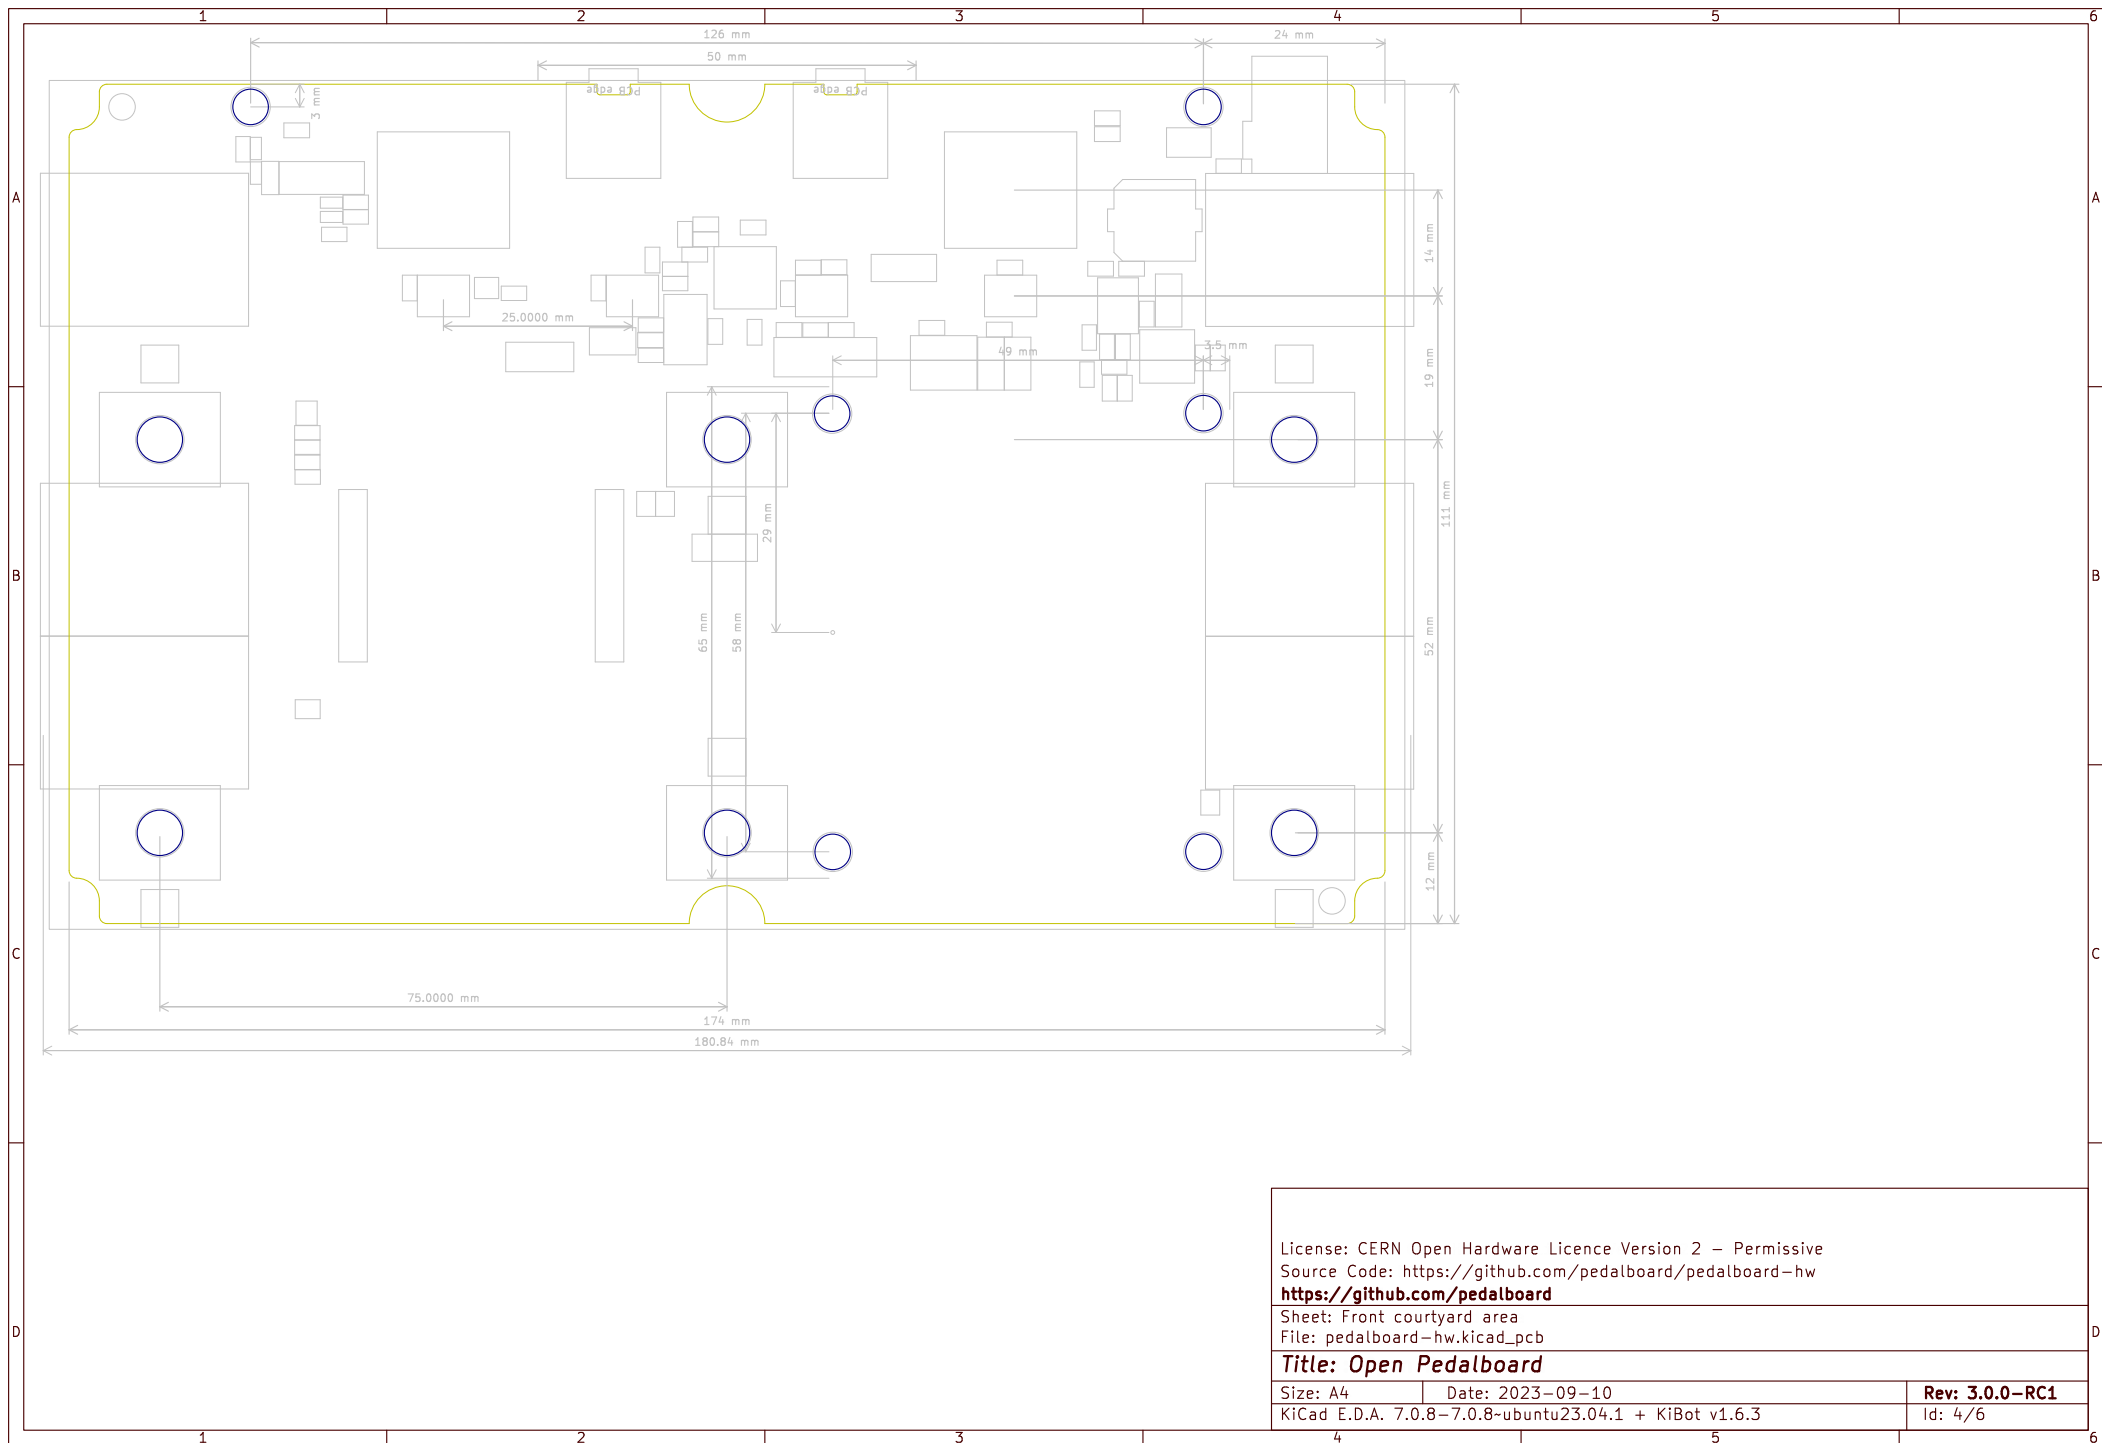 1 2 3 4 5 6
126 mm
24 mm
50 mm
PCB edge
PCB edge
3 mm
A
A
14 mm
25.0000 mm
49 mm
3.5 mm
19 mm
111 mm
29 mm
B
B
65 mm
58 mm
52 mm
12 mm
C
C
75.0000 mm
174 mm
180.84 mm
License: CERN Open Hardware Licence Version 2 – Permissive
Source Code: https://github.com/pedalboard/pedalboard-hw
https://github.com/pedalboard
Sheet: Front courtyard area
File: pedalboard-hw.kicad_pcb
D
D
Title: Open Pedalboard
Size: A4
Date: 2023-09-10
Rev: 3.0.0-RC1
KiCad E.D.A. 7.0.8-7.0.8~ubuntu23.04.1 + KiBot v1.6.3
Id: 4/6
1 2 3 4 5 6